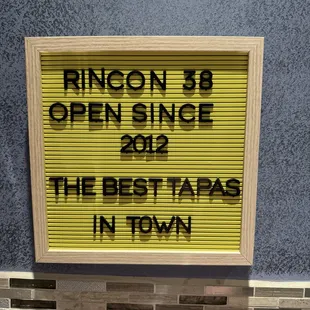 RINCON 38
OPEN SINCE
2012
THE BEST TAPAS
IN TOWN